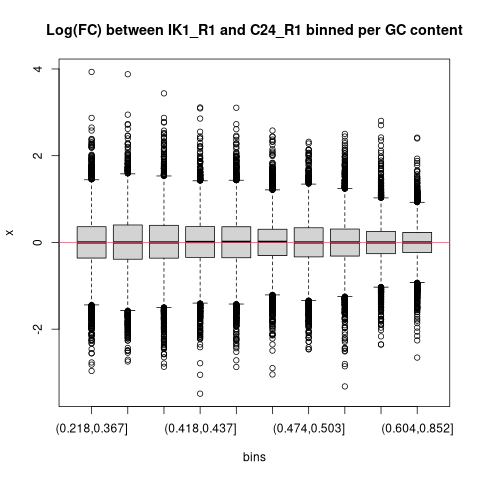 Log(FC) between IK1_R1 and C24_R1 binned per GC content
4
2
0
-2
x
(0.218,0.367]
(0.418,0.437]
(0.474,0.503]
(0.604,0.852]
bins